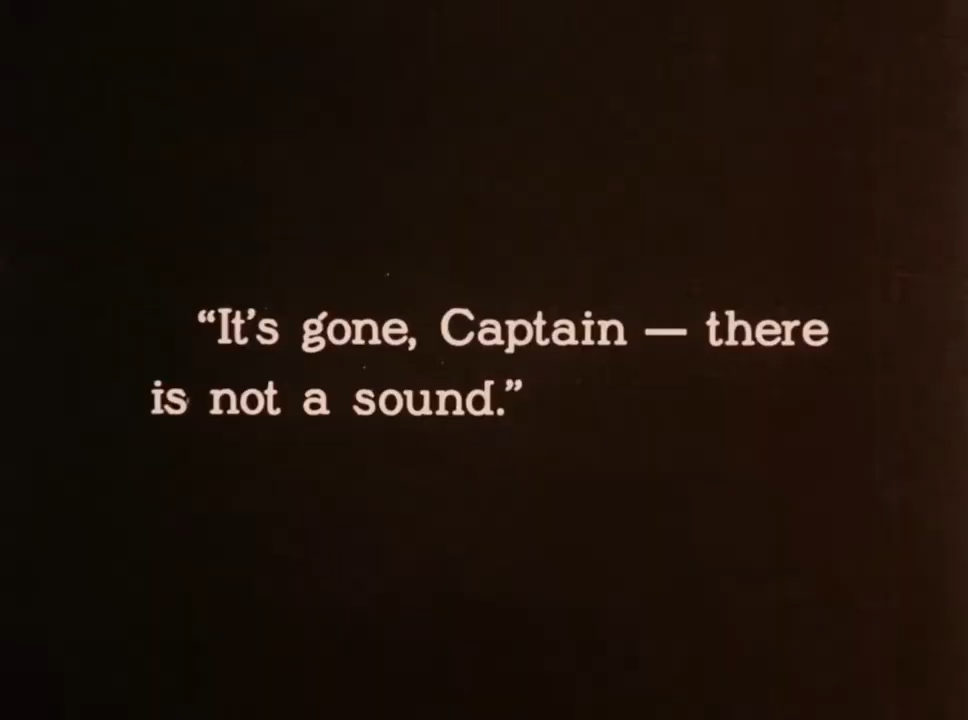 “It’s gone, Captain — there
is not a sound.”